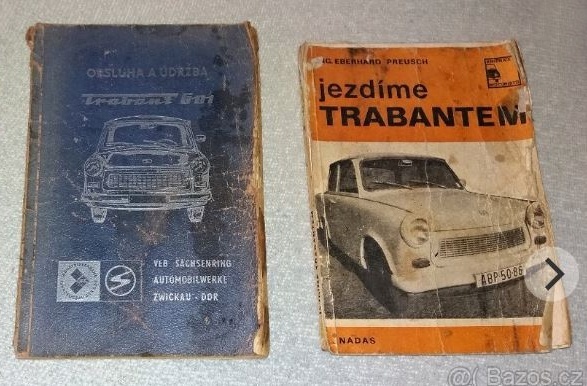 OBSLUHA A ÚDRŽBA
Trabant 601
VEB SACHSENRING
AUTOMOBILWERKE
ZWICKAU · DDR
ING. EBERHARD PREUSCH
jezdíme
TRABANTEM
ABP 50-86
NADAS
Bazos.cz